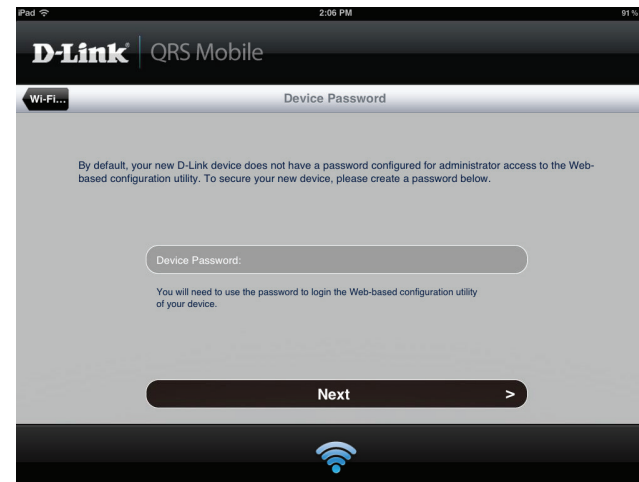 iPad 2:06 PM 91%
D-Link QRS Mobile
Wi-Fi... Device Password
By default, your new D-Link device does not have a password configured for administrator access to the Web-
based configuration utility. To secure your new device, please create a password below.
Device Password:
You will need to use the password to login the Web-based configuration utility
of your device.
Next >